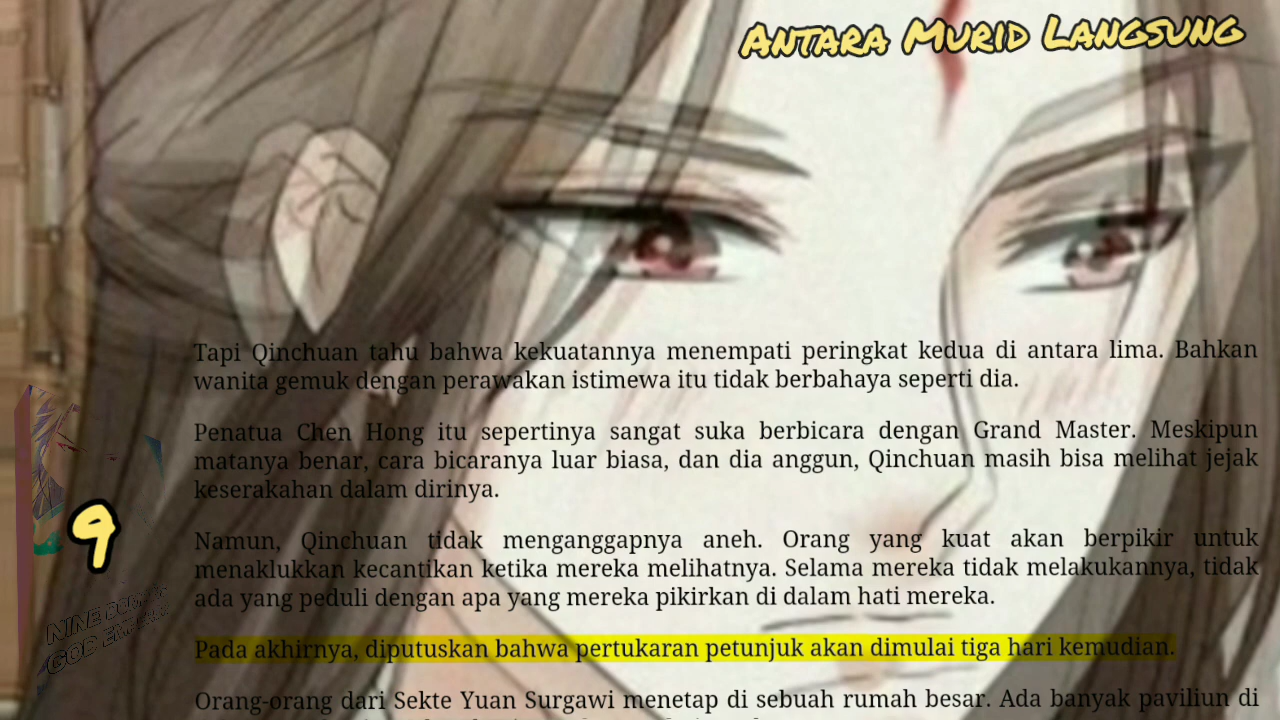 Antara Murid Langsung
Tapi Qinchuan tahu bahwa kekuatannya menempati peringkat kedua di antara lima. Bahkan
wanita gemuk dengan perawakan istimewa itu tidak berbahaya seperti dia.
Penatua Chen Hong itu sepertinya sangat suka berbicara dengan Grand Master. Meskipun
matanya benar, cara bicaranya luar biasa, dan dia anggun, Qinchuan masih bisa melihat jejak
keserakahan dalam dirinya.
Namun, Qinchuan tidak menganggapnya aneh. Orang yang kuat akan berpikir untuk
menaklukkan kecantikan ketika mereka melihatnya. Selama mereka tidak melakukannya, tidak
ada yang peduli dengan apa yang mereka pikirkan di dalam hati mereka.
9
Pada akhirnya, diputuskan bahwa pertukaran petunjuk akan dimulai tiga hari kemudian.
Orang-orang dari Sekte Yuan Surgawi menetap di sebuah rumah besar. Ada banyak paviliun di
NINE
GOD